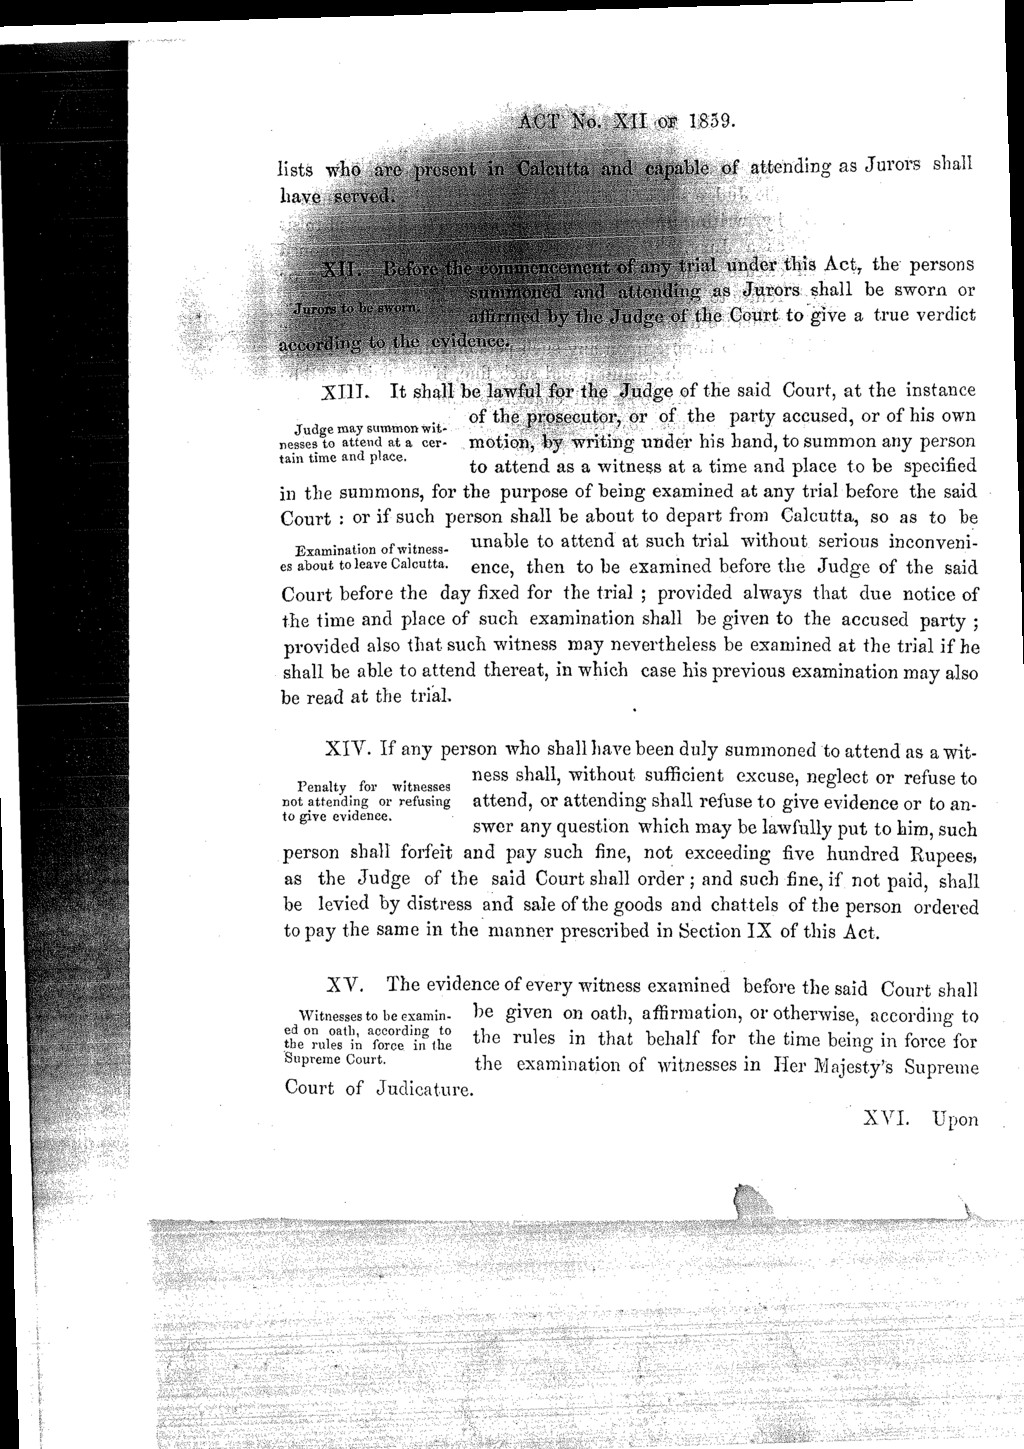 ACT No. XII OF 1859.
lists who are present in Calcutta and capable of attending as Jurors shall
have served.
XII. Before the commencement of any trial under this Act, the persons
Jurors to be sworn.
summoned and attending as Jurors shall be sworn or
affirmed by the Judge of the Court to give a true verdict
according to the evidence.
XIII. It shall be lawful for the Judge of the said Court, at the instance
Judge may summon wit-
nesses to attend at a cer-
tain time and place.
of the prosecutor, or of the party accused, or of his own
motion, by writing under his hand, to summon any person
to attend as a witness at a time and place to be specified
in the summons, for the purpose of being examined at any trial before the said
Court : or if such person shall be about to depart from Calcutta, so as to be
Examination of witness-
es about to leave Calcutta.
unable to attend at such trial without serious inconveni-
ence, then to be examined before the Judge of the said
Court before the day fixed for the trial ; provided always that due notice of
the time and place of such examination shall be given to the accused party ;
provided also that such witness may nevertheless be examined at the trial if he
shall be able to attend thereat, in which case his previous examination may also
be read at the trial.
XIV. If any person who shall have been duly summoned to attend as a wit-
Penalty for witnesses
not attending or refusing
to give evidence.
ness shall, without sufficient excuse, neglect or refuse to
attend, or attending shall refuse to give evidence or to an-
swer any question which may be lawfully put to him, such
person shall forfeit and pay such fine, not exceeding five hundred Rupees,
as the Judge of the said Court shall order ; and such fine, if not paid, shall
be levied by distress and sale of the goods and chattels of the person ordered
to pay the same in the manner prescribed in Section IX of this Act.
XV. The evidence of every witness examined before the said Court shall
Witnesses to be examin-
ed on oath, according to
the rules in force in the
Supreme Court.
be given on oath, affirmation, or otherwise, according to
the rules in that behalf for the time being in force for
the examination of witnesses in Her Majesty's Supreme
Court of Judicature.
XVI. Upon